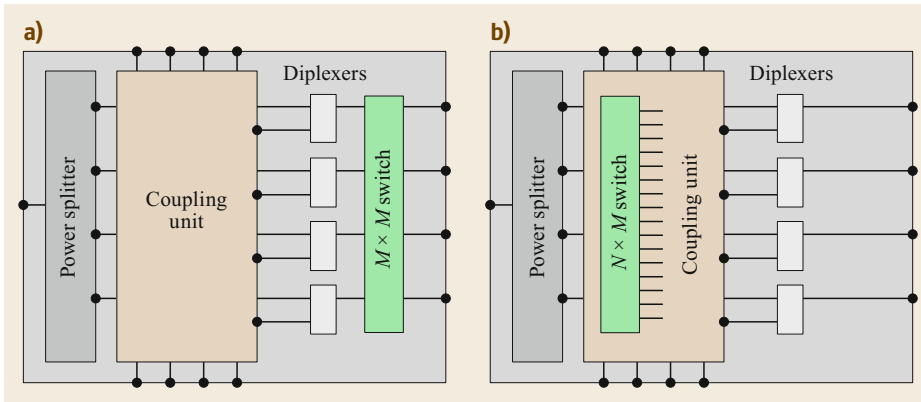 a)
Diplexers
Power splitter
Coupling
unit
M × M switch
b)
Diplexers
Power splitter
N × M switch
Coupling unit